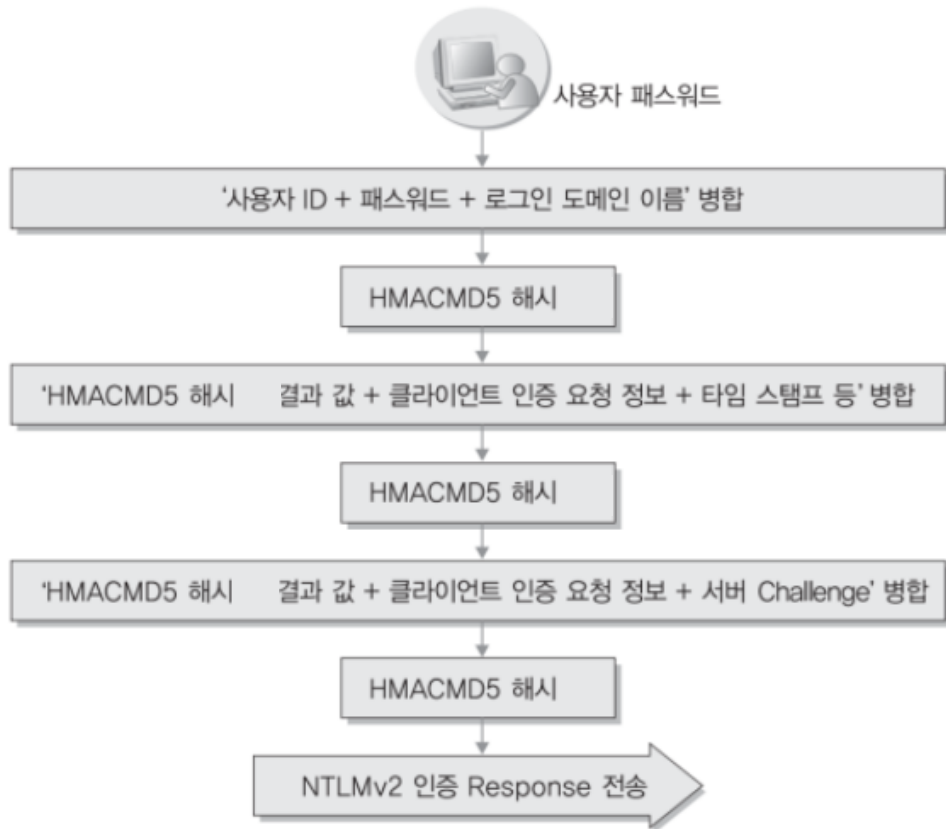 사용자 패스워드
‘사용자 ID + 패스워드 + 로그인 도메인 이름’ 병합
HMACMD5 해시
‘HMACMD5 해시 결과 값 + 클라이언트 인증 요청 정보 + 타임 스탬프 등’ 병합
HMACMD5 해시
‘HMACMD5 해시 결과 값 + 클라이언트 인증 요청 정보 + 서버 Challenge’ 병합
HMACMD5 해시
NTLMv2 인증 Response 전송